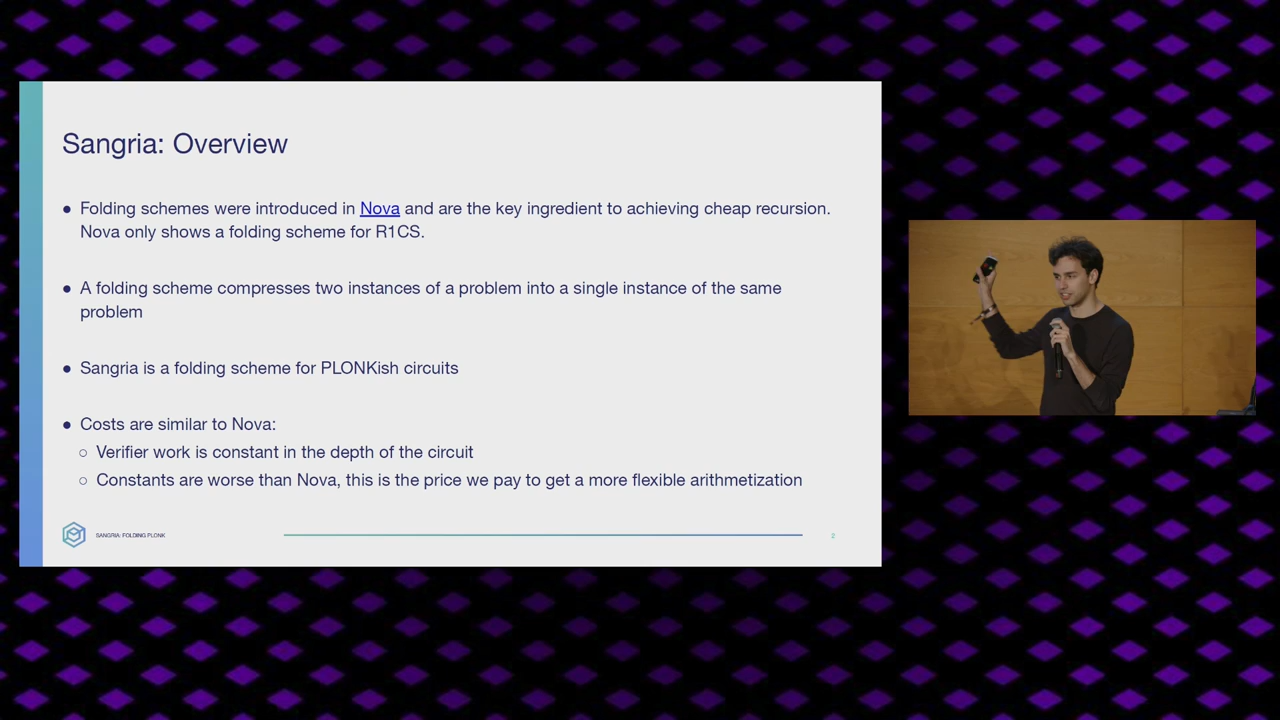 Sangria: Overview
● Folding schemes were introduced in Nova and are the key ingredient to achieving cheap recursion.
Nova only shows a folding scheme for R1CS.
● A folding scheme compresses two instances of a problem into a single instance of the same
problem
● Sangria is a folding scheme for PLONKish circuits
● Costs are similar to Nova:
○ Verifier work is constant in the depth of the circuit
○ Constants are worse than Nova, this is the price we pay to get a more flexible arithmetization
SANGRIA: FOLDING PLONK
2